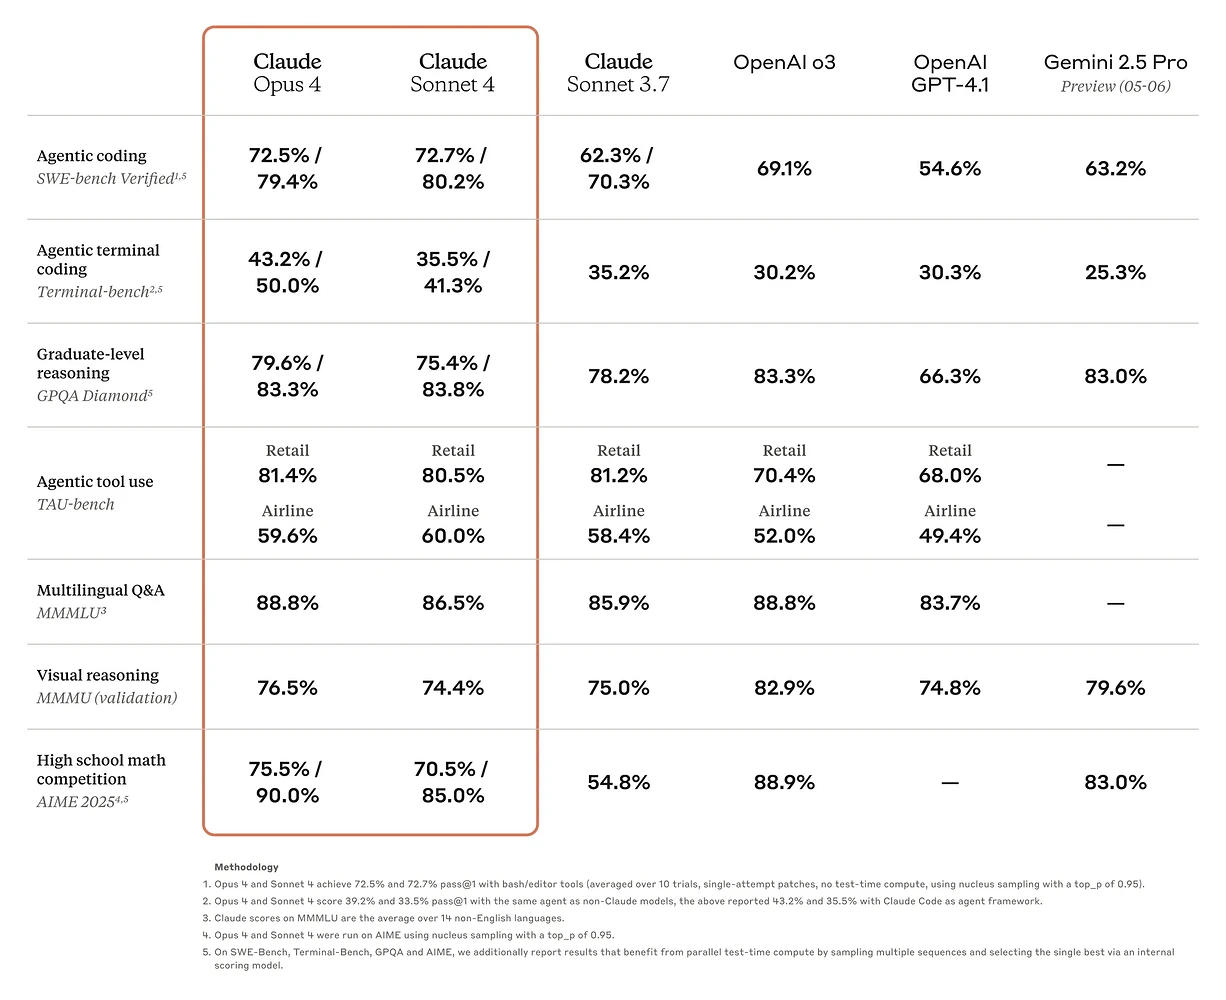 Claude Opus 4
Claude Sonnet 4
Claude Sonnet 3.7
OpenAI o3
OpenAI GPT-4.1
Gemini 2.5 Pro
Preview (05-06)
Agentic coding
SWE-bench Verified¹,⁵
72.5% / 79.4%
72.7% / 80.2%
62.3% / 70.3%
69.1%
54.6%
63.2%
Agentic terminal coding
Terminal-bench²,⁵
43.2% / 50.0%
35.5% / 41.3%
35.2%
30.2%
30.3%
25.3%
Graduate-level reasoning
GPQA Diamond⁵
79.6% / 83.3%
75.4% / 83.8%
78.2%
83.3%
66.3%
83.0%
Agentic tool use
TAU-bench
Retail 81.4%
Retail 80.5%
Retail 81.2%
Retail 70.4%
Retail 68.0%
—
Airline 59.6%
Airline 60.0%
Airline 58.4%
Airline 52.0%
Airline 49.4%
—
Multilingual Q&A
MMMLU³
88.8%
86.5%
85.9%
88.8%
83.7%
—
Visual reasoning
MMMU (validation)
76.5%
74.4%
75.0%
82.9%
74.8%
79.6%
High school math competition
AIME 2025⁴,⁵
75.5% / 90.0%
70.5% / 85.0%
54.8%
88.9%
—
83.0%
Methodology
1. Opus 4 and Sonnet 4 achieve 72.5% and 72.7% pass@1 with bash/editor tools (averaged over 10 trials, single-attempt patches, no test-time compute, using nucleus sampling with a top_p of 0.95).
2. Opus 4 and Sonnet 4 score 39.2% and 33.5% pass@1 with the same agent as non-Claude models, the above reported 43.2% and 35.5% with Claude Code as agent framework.
3. Claude scores on MMMLU are the average over 14 non-English languages.
4. Opus 4 and Sonnet 4 were run on AIME using nucleus sampling with a top_p of 0.95.
5. On SWE-Bench, Terminal-Bench, GPQA and AIME, we additionally report results that benefit from parallel test-time compute by sampling multiple sequences and selecting the single best via an internal
scoring model.